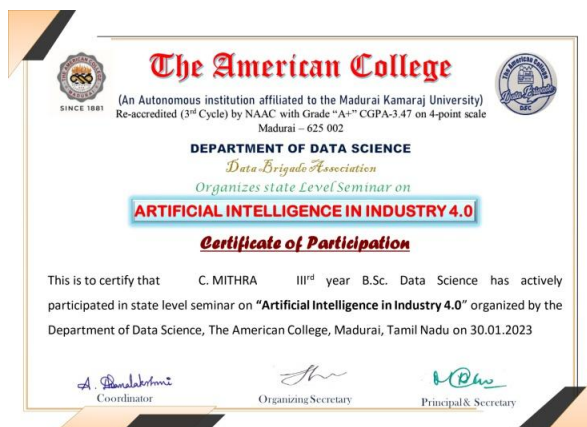 The American College
(An Autonomous institution affiliated to the Madurai Kamaraj University)
SINCE 1881
Re-accredited (3rd Cycle) by NAAC with Grade "A+" CGPA-3.47 on 4-point scale
Madurai – 625 002
DEPARTMENT OF DATA SCIENCE
Data Brigade Association
Organizes state Level Seminar on
ARTIFICIAL INTELLIGENCE IN INDUSTRY 4.0
Certificate of Participation
This is to certify that C. MITHRA IIIrd year B.Sc. Data Science has actively
participated in state level seminar on "Artificial Intelligence in Industry 4.0" organized by the
Department of Data Science, The American College, Madurai, Tamil Nadu on 30.01.2023
Coordinator
Organizing Secretary
Principal & Secretary